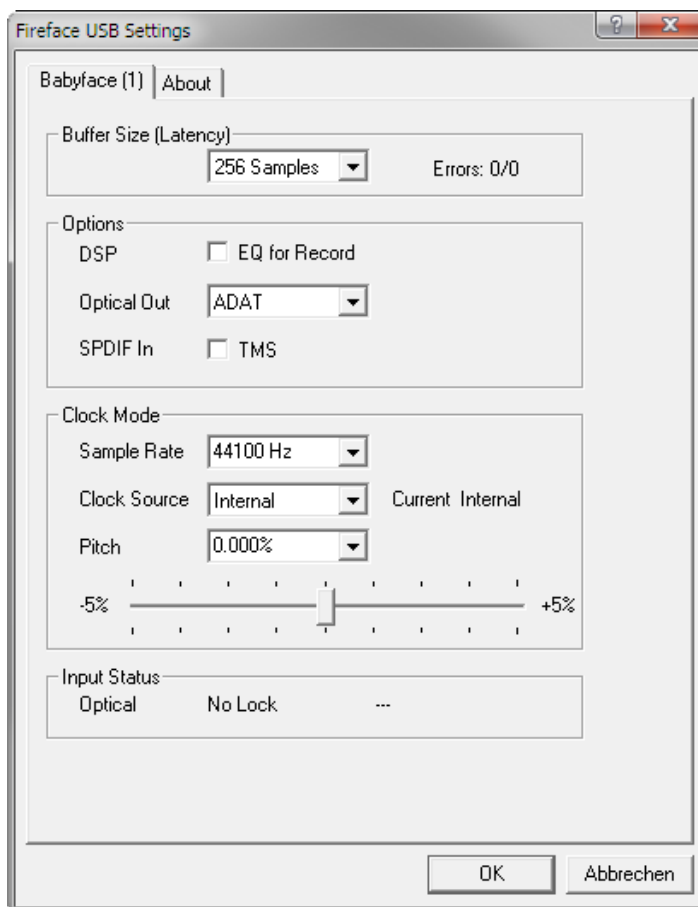 Fireface USB Settings
Babyface (1) About
Buffer Size (Latency)
256 Samples Errors: 0/0
Options
DSP EQ for Record
Optical Out ADAT
SPDIF In TMS
Clock Mode
Sample Rate 44100 Hz
Clock Source Internal Current Internal
Pitch 0.000%
-5% +5%
Input Status
Optical No Lock ---
OK Abbrechen